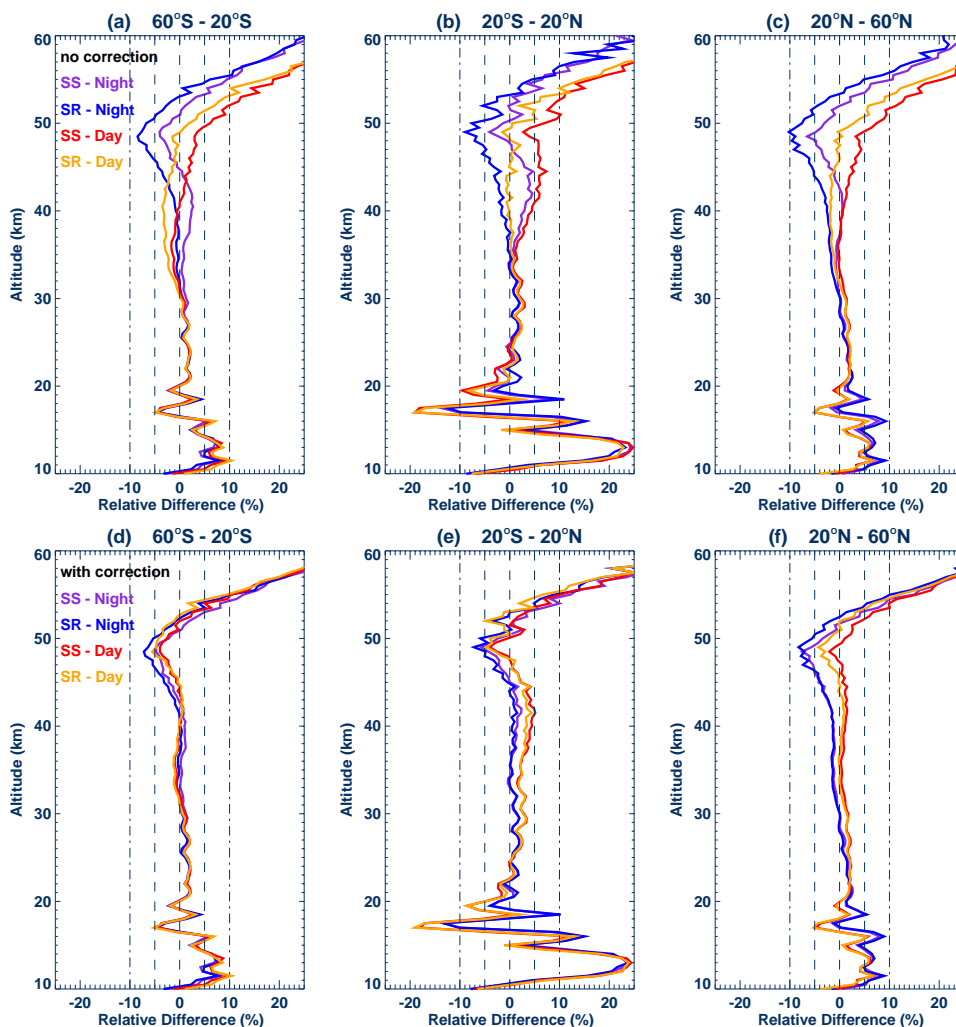 (a) 60°S - 20°S
(b) 20°S - 20°N
(c) 20°N - 60°N
60
50
40
30
20
10
Altitude (km)
no correction
SS - Night
SR - Night
SS - Day
SR - Day
-20 -10 0 10 20
Relative Difference (%)
60
50
40
30
20
10
Altitude (km)
-20 -10 0 10 20
Relative Difference (%)
60
50
40
30
20
10
Altitude (km)
-20 -10 0 10 20
Relative Difference (%)
(d) 60°S - 20°S
(e) 20°S - 20°N
(f) 20°N - 60°N
60
50
40
30
20
10
Altitude (km)
with correction
SS - Night
SR - Night
SS - Day
SR - Day
-20 -10 0 10 20
Relative Difference (%)
60
50
40
30
20
10
Altitude (km)
-20 -10 0 10 20
Relative Difference (%)
60
50
40
30
20
10
Altitude (km)
-20 -10 0 10 20
Relative Difference (%)